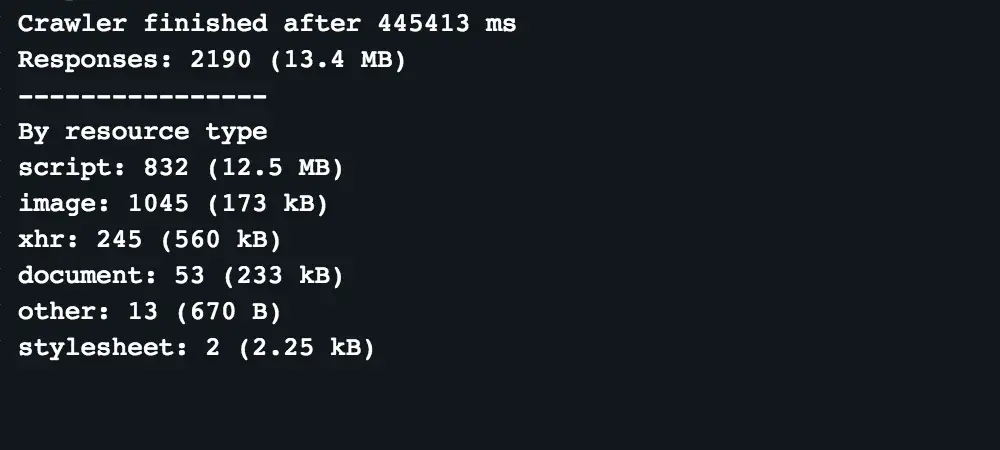 Crawler finished after 445413 ms
Responses: 2190 (13.4 MB)
----------------
By resource type
script: 832 (12.5 MB)
image: 1045 (173 kB)
xhr: 245 (560 kB)
document: 53 (233 kB)
other: 13 (670 B)
stylesheet: 2 (2.25 kB)